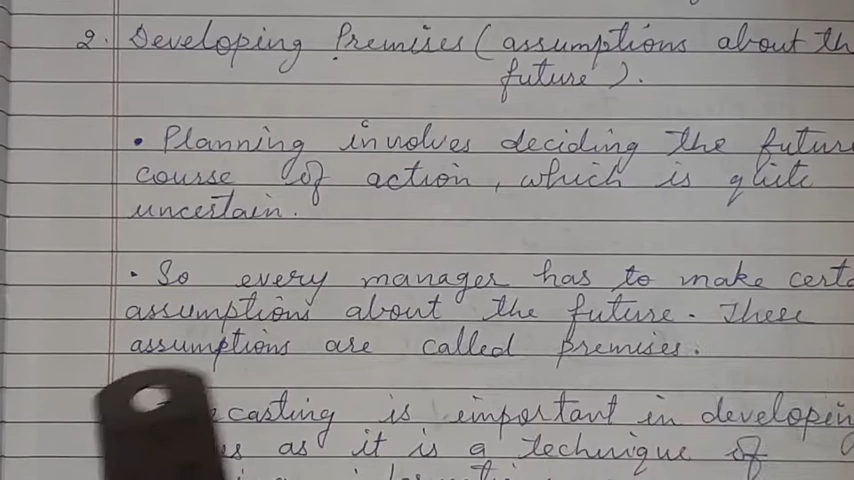 2. Developing Premises (assumptions about th
future).
• Planning involves deciding the future
course of action, which is quite
uncertain.
• So every manager has to make certa
assumptions about the future. These
assumptions are called premises.
casting is important in developin
as it is a technique of